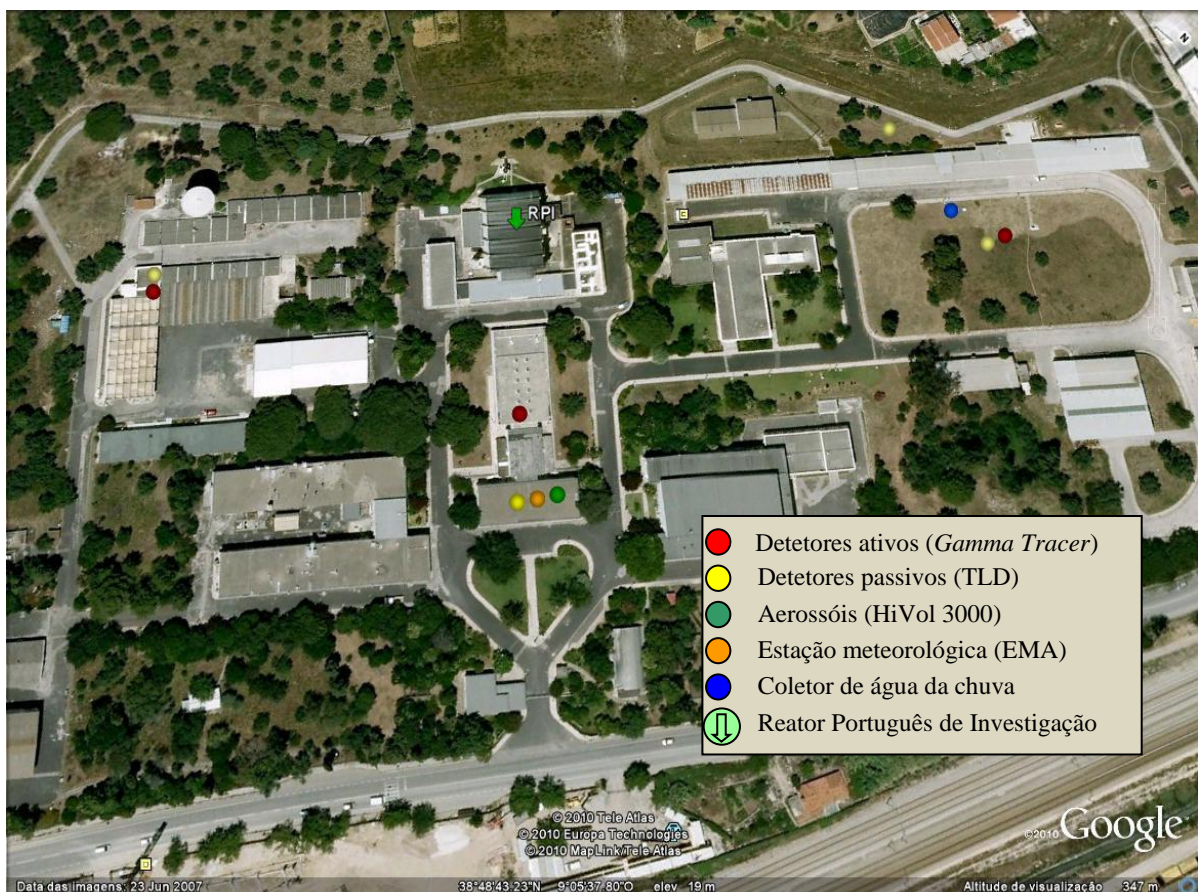 N
RPI
Detetores ativos (Gamma Tracer)
Detetores passivos (TLD)
Aerossóis (HiVol 3000)
Estação meteorológica (EMA)
Coletor de água da chuva
Reator Português de Investigação
© 2010 Tele Atlas
© 2010 Europa Technologies
© 2010 MapLink/Tele Atlas
©2010 Google
Data das imagens: 23 Jun 2007 38°48'43.23"N 9°05'37.80"O elev 19 m Altitude de visualização 347 m